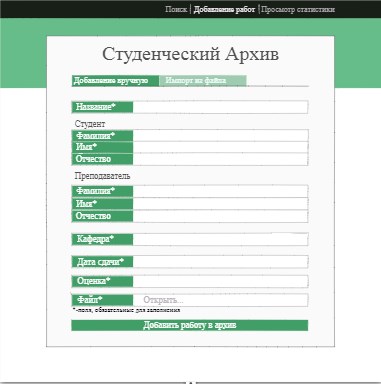 Поиск | Добавление работ | Просмотр статистики
Студенческий Архив
Добавление вручную Импорт из файла
Название*
Студент
Фамилия*
Имя*
Отчество
Преподаватель
Фамилия*
Имя*
Отчество
Кафедра*
Дата сдачи*
Оценка*
Файл* Открыть...
*-поля, обязательные для заполнения
Добавить работу в архив